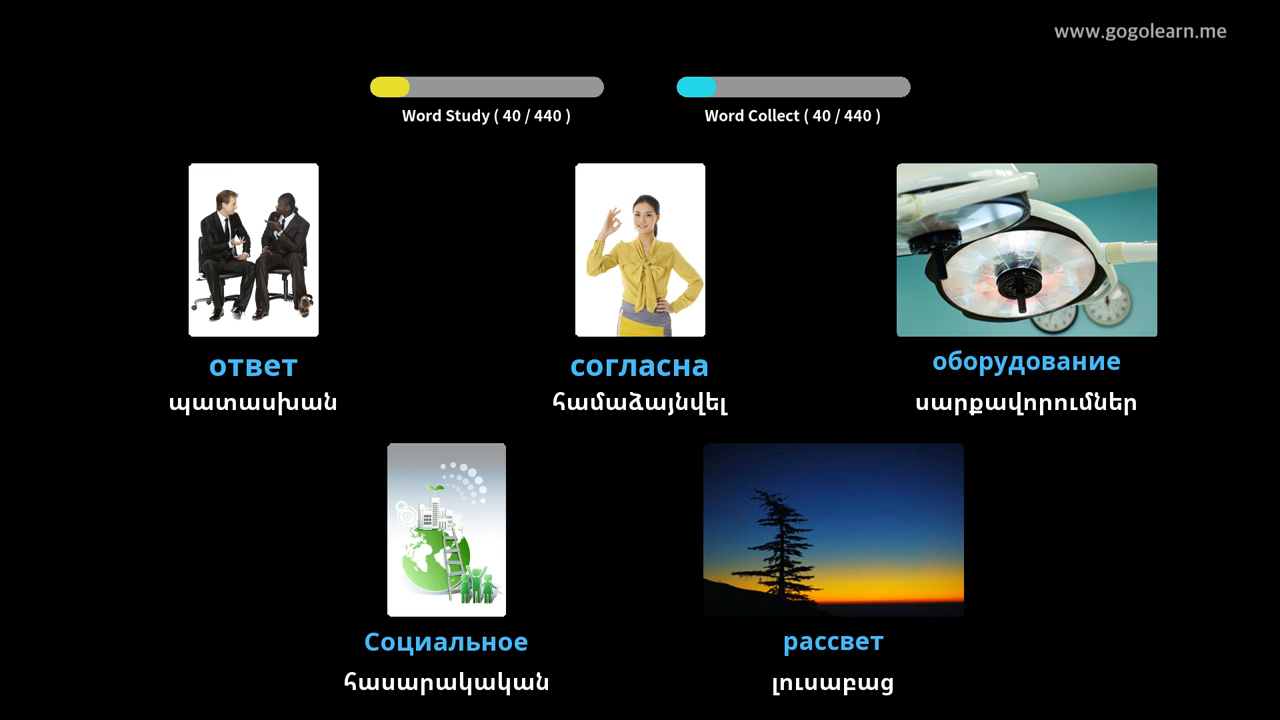 www.gogolearn.me
Word Study ( 40 / 440 )
Word Collect ( 40 / 440 )
ответ
согласна
оборудование
պատասխան
համաձայնվել
սարքավորումներ
Социальное
рассвет
հասարակական
լուսաբաց